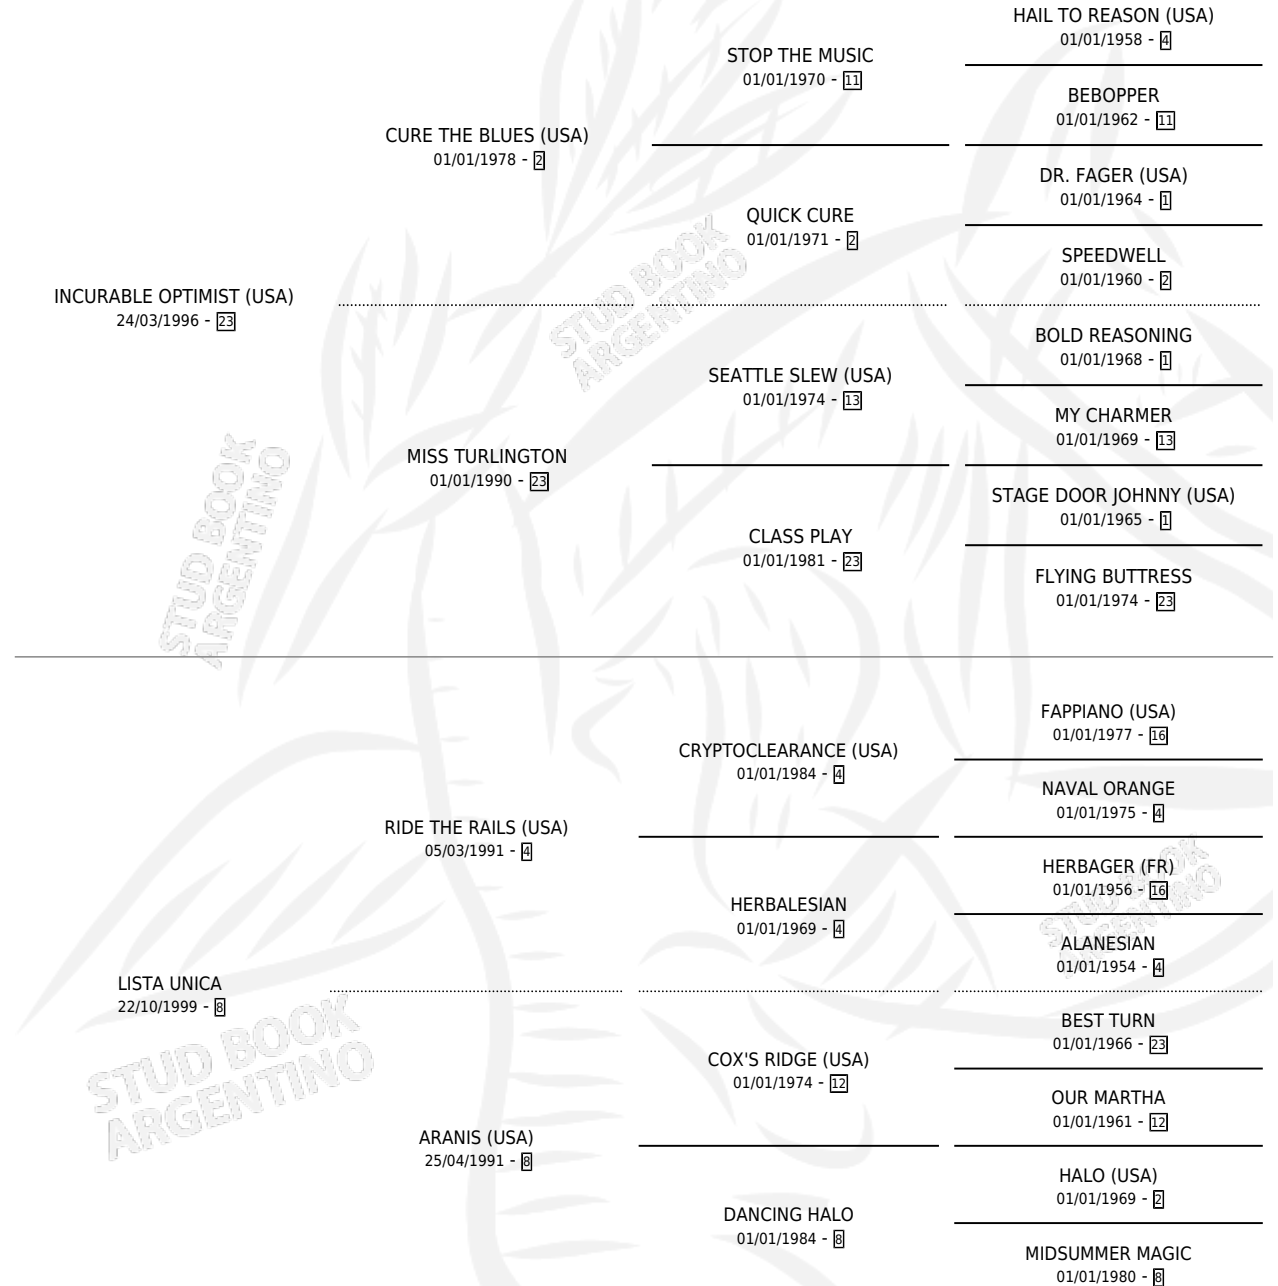 HAIL TO REASON (USA)
01/01/1958 - 4
STOP THE MUSIC
01/01/1970 - 11
BEBOPPER
01/01/1962 - 11
CURE THE BLUES (USA)
01/01/1978 - 2
DR. FAGER (USA)
01/01/1964 - 1
QUICK CURE
01/01/1971 - 2
SPEEDWELL
01/01/1960 - 2
INCURABLE OPTIMIST (USA)
24/03/1996 - 23
BOLD REASONING
01/01/1968 - 1
SEATTLE SLEW (USA)
01/01/1974 - 13
MY CHARMER
01/01/1969 - 13
MISS TURLINGTON
01/01/1990 - 23
STAGE DOOR JOHNNY (USA)
01/01/1965 - 1
CLASS PLAY
01/01/1981 - 23
FLYING BUTTRESS
01/01/1974 - 23
FAPPIANO (USA)
01/01/1977 - 16
CRYPTOCLEARANCE (USA)
01/01/1984 - 4
NAVAL ORANGE
01/01/1975 - 4
RIDE THE RAILS (USA)
05/03/1991 - 4
HERBAGER (FR)
01/01/1956 - 16
HERBALESIAN
01/01/1969 - 4
ALANESIAN
01/01/1954 - 4
LISTA UNICA
22/10/1999 - 8
BEST TURN
01/01/1966 - 23
COX'S RIDGE (USA)
01/01/1974 - 12
OUR MARTHA
01/01/1961 - 12
ARANIS (USA)
25/04/1991 - 8
HALO (USA)
01/01/1969 - 2
DANCING HALO
01/01/1984 - 8
MIDSUMMER MAGIC
01/01/1980 - 8
STUD BOOK
ARGENTINO
STUD BOOK
ARGENTINO
STUD BOOK
ARGENTINO
STUD BOOK
ARGENTINO